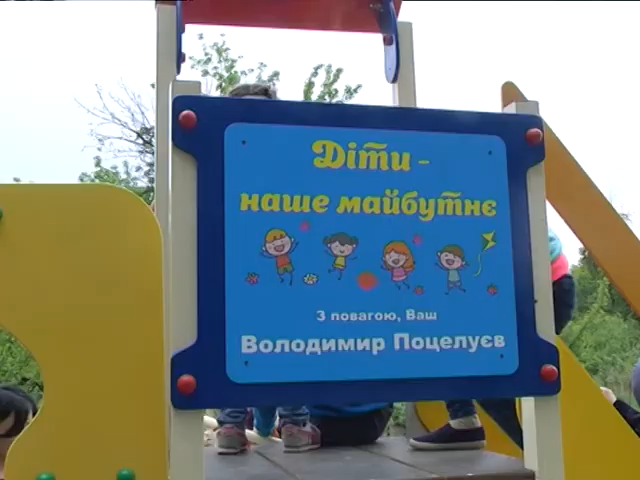 Діти -
наше майбутнє
З повагою, Ваш
Володимир Поцелуєв